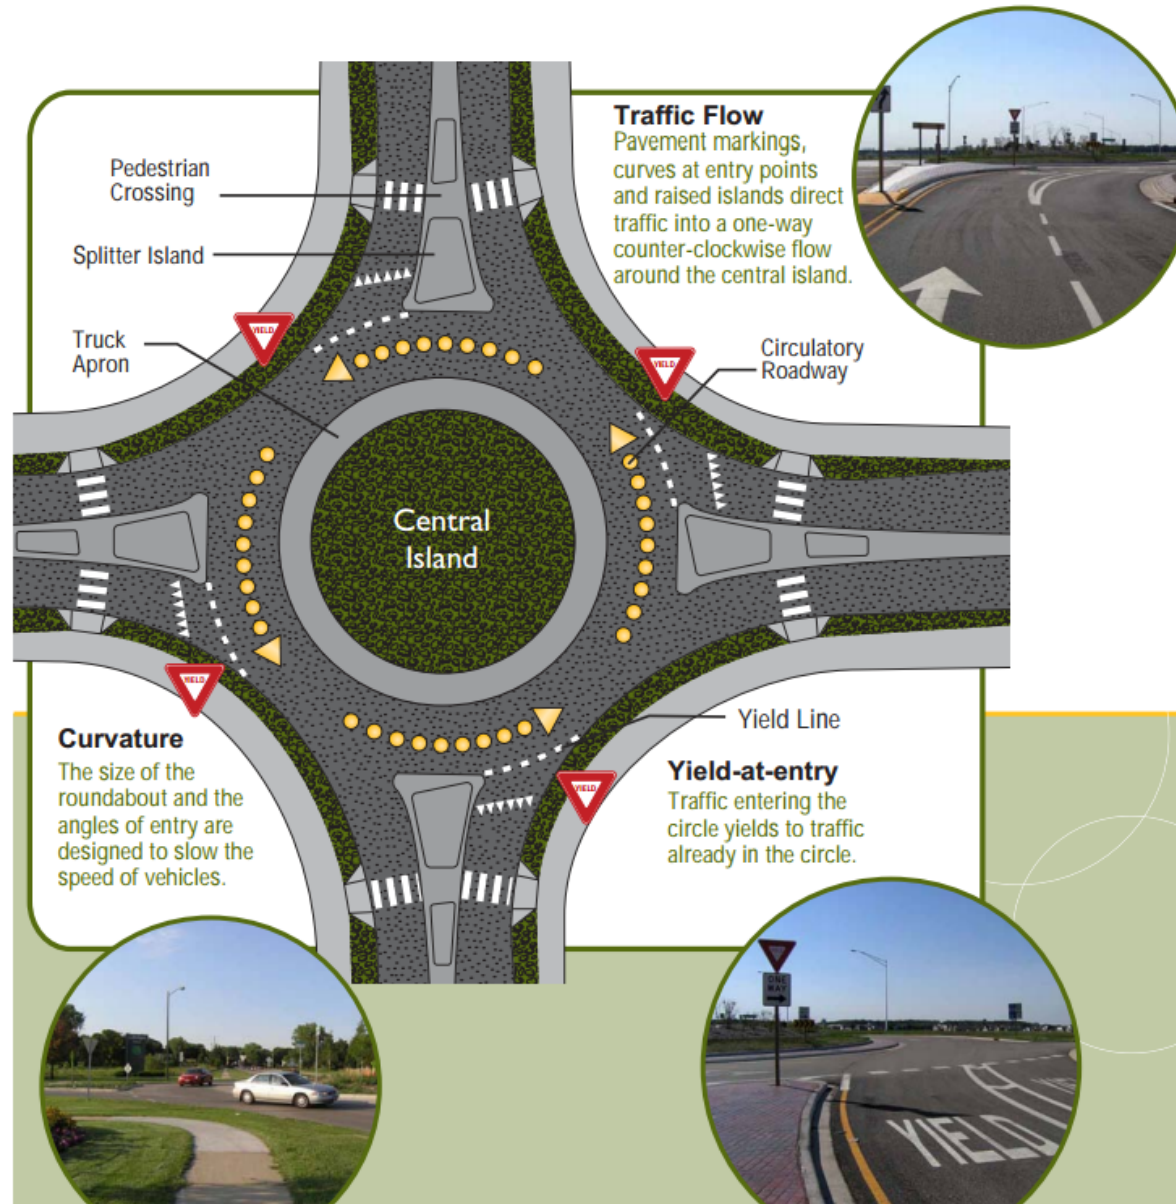 Traffic Flow
Pavement markings,
curves at entry points
and raised islands direct
traffic into a one-way
counter-clockwise flow
around the central island.
Pedestrian
Crossing
Splitter Island
Truck
Apron
YIELD
YIELD
Circulatory
Roadway
Central
Island
YIELD
Yield Line
Curvature
The size of the
roundabout and the
angles of entry are
designed to slow the
speed of vehicles.
Yield-at-entry
Traffic entering the
circle yields to traffic
already in the circle.
YIELD
ONE
WAY
YIELD